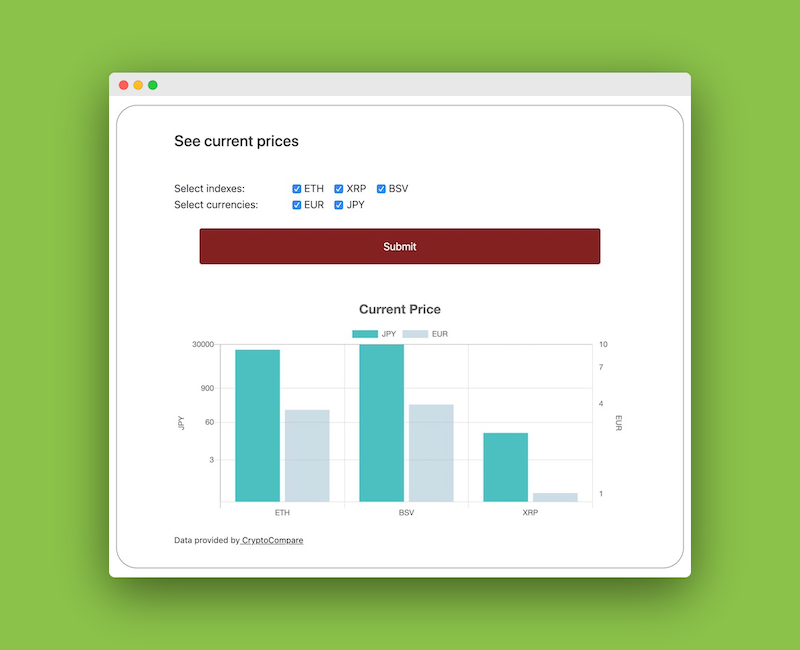 See current prices
Select indexes: ETH XRP BSV
Select currencies: EUR JPY
Submit
Current Price
JPY EUR
30000
900
60
3
JPY
10
7
4
1
EUR
ETH BSV XRP
Data provided by CryptoCompare